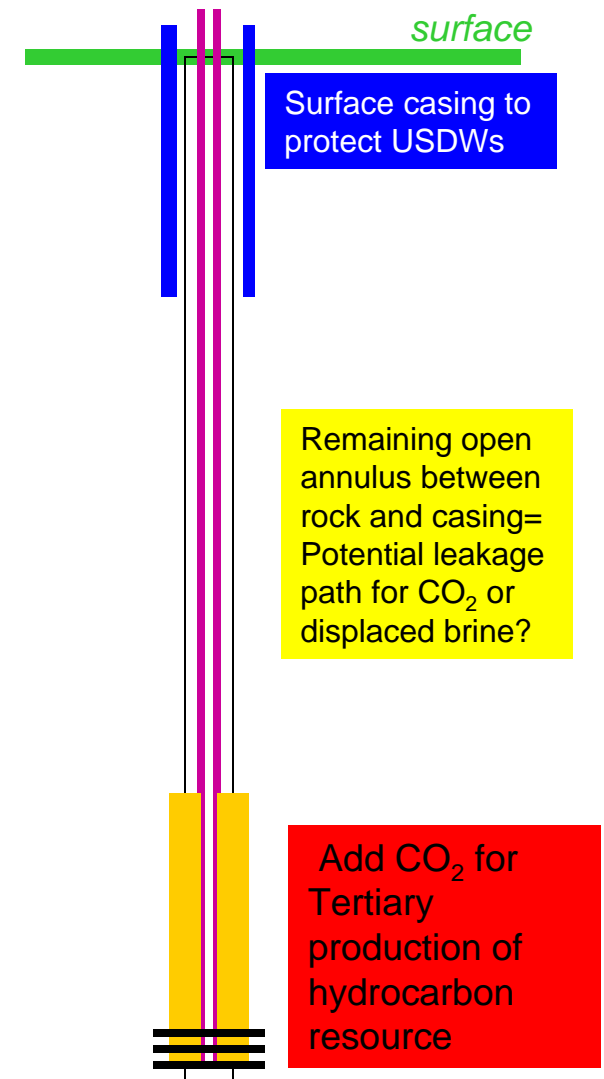 surface
Surface casing to
protect USDWs
Remaining open
annulus between
rock and casing=
Potential leakage
path for CO₂ or
displaced brine?
Add CO₂ for
Tertiary
production of
hydrocarbon
resource